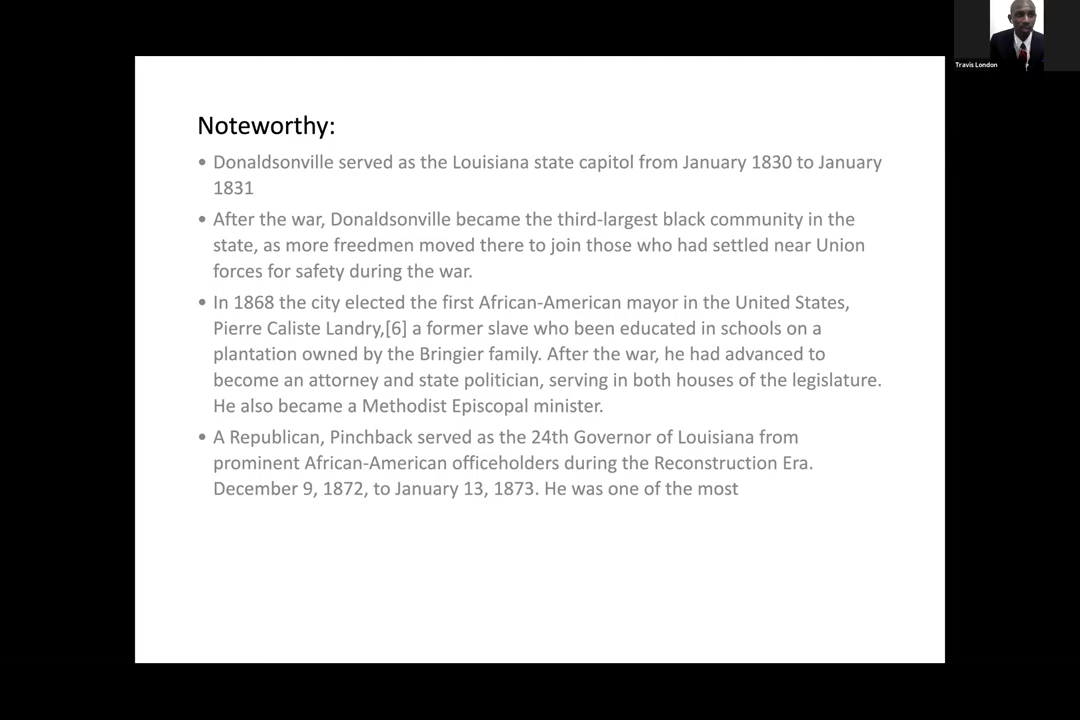 Travis London
Noteworthy:
• Donaldsonville served as the Louisiana state capitol from January 1830 to January
1831
• After the war, Donaldsonville became the third-largest black community in the
state, as more freedmen moved there to join those who had settled near Union
forces for safety during the war.
• In 1868 the city elected the first African-American mayor in the United States,
Pierre Caliste Landry,[6] a former slave who been educated in schools on a
plantation owned by the Bringier family. After the war, he had advanced to
become an attorney and state politician, serving in both houses of the legislature.
He also became a Methodist Episcopal minister.
• A Republican, Pinchback served as the 24th Governor of Louisiana from
prominent African-American officeholders during the Reconstruction Era.
December 9, 1872, to January 13, 1873. He was one of the most